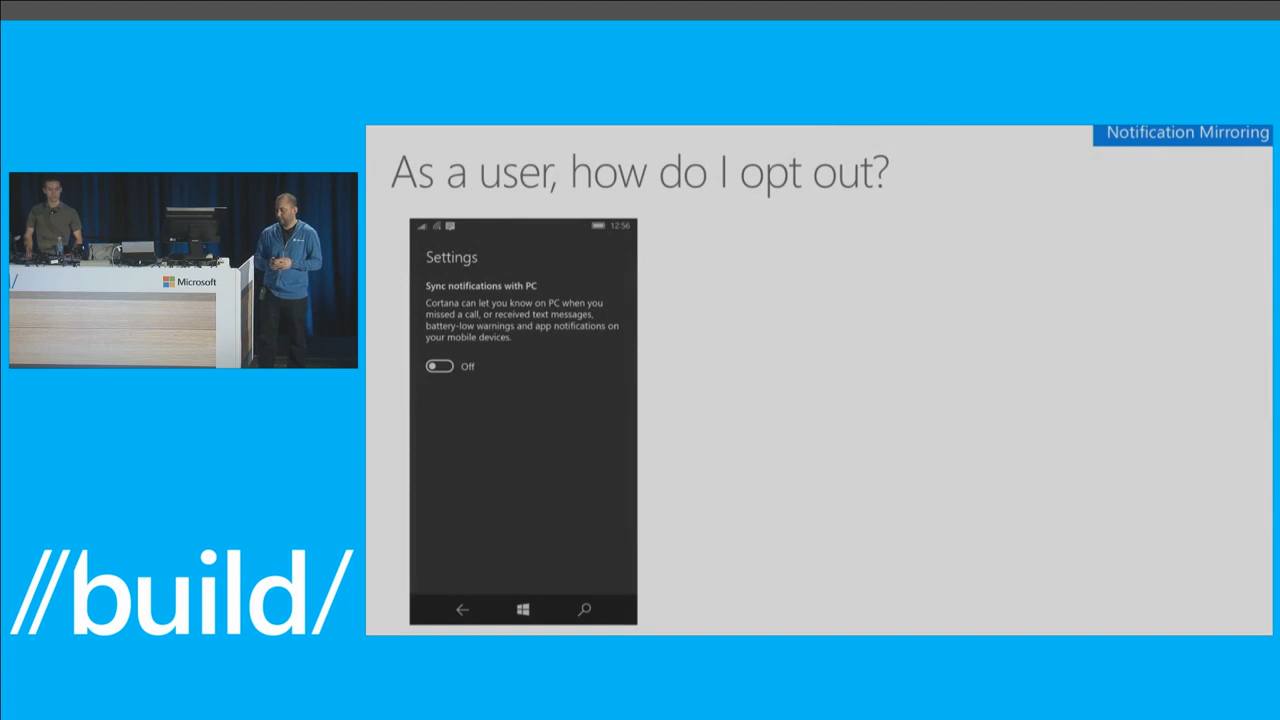 Notification Mirroring
As a user, how do I opt out?
12:56
Settings
Sync notifications with PC
Cortana can let you know on PC when you
missed a call, or received text messages,
battery-low warnings and app notifications on
your mobile devices.
Off
/
Microsoft
//build/